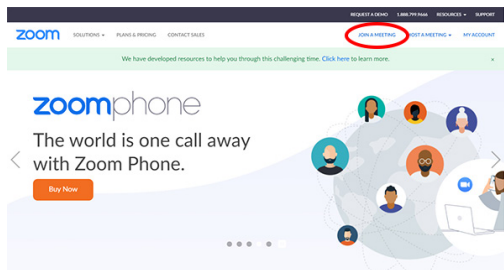 REQUEST A DEMO 1.888.799.9666 RESOURCES SUPPORT
zoom SOLUTIONS PLANS & PRICING CONTACT SALES JOIN A MEETING HOST A MEETING MY ACCOUNT
We have developed resources to help you through this challenging time. Click here to learn more. ×
zoomphone
The world is one call away
with Zoom Phone.
Buy Now